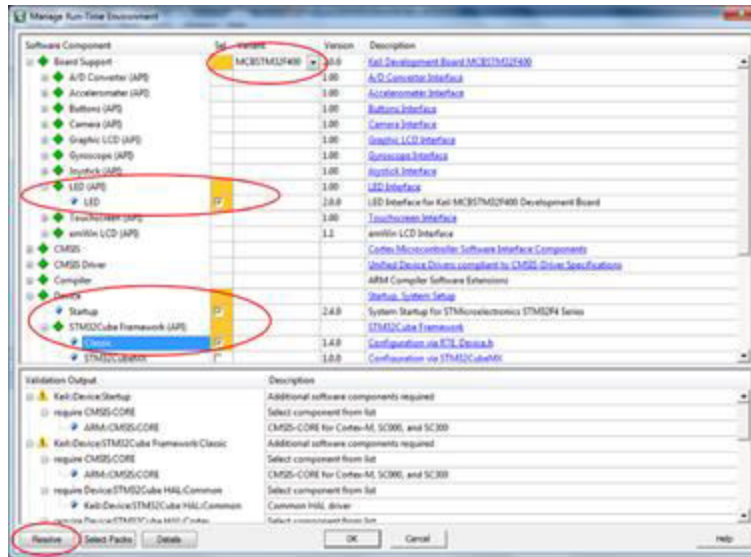 Manage Run-Time Environment
Software Component Sel. Variant Version Description
Board Support MCBSTM32F400 2.0.0 Keil Development Board MCBSTM32F400
A/D Converter (API) 1.00 A/D Converter Interface
Accelerometer (API) 1.00 Accelerometer Interface
Buttons (API) 1.00 Buttons Interface
Camera (API) 1.00 Camera Interface
Graphic LCD (API) 1.00 Graphic LCD Interface
Gyroscope (API) 1.00 Gyroscope Interface
Joystick (API) 1.00 Joystick Interface
LED (API) 1.00 LED Interface
LED 2.0.0 LED Interface for Keil MCBSTM32F400 Development Board
Touchscreen (API) 1.00 Touchscreen Interface
emWin LCD (API) 1.1 emWin LCD Interface
CMSIS Cortex Microcontroller Software Interface Components
CMSIS Driver Unified Device Drivers compliant to CMSIS-Driver Specifications
Compiler ARM Compiler Software Extensions
Device Startup, System Setup
Startup 2.4.0 System Startup for STMicroelectronics STM32F4 Series
STM32Cube Framework (API) STM32Cube Framework
Classic 1.4.0 Configuration via RTE_Device.h
STM32CubeMX 1.0.0 Configuration via STM32CubeMX
Validation Output Description
Keil::Device:Startup Additional software components required
require CMSIS:CORE Select component from list
ARM::CMSIS:CORE CMSIS-CORE for Cortex-M, SC000, and SC300
Keil::Device:STM32Cube Framework:Classic Additional software components required
require CMSIS:CORE Select component from list
ARM::CMSIS:CORE CMSIS-CORE for Cortex-M, SC000, and SC300
require Device:STM32Cube HAL:Common Select component from list
Keil::Device:STM32Cube HAL:Common Common HAL driver
require Device:STM32Cube HAL:Cortex Select component from list
Resolve Select Packs Details OK Cancel Help